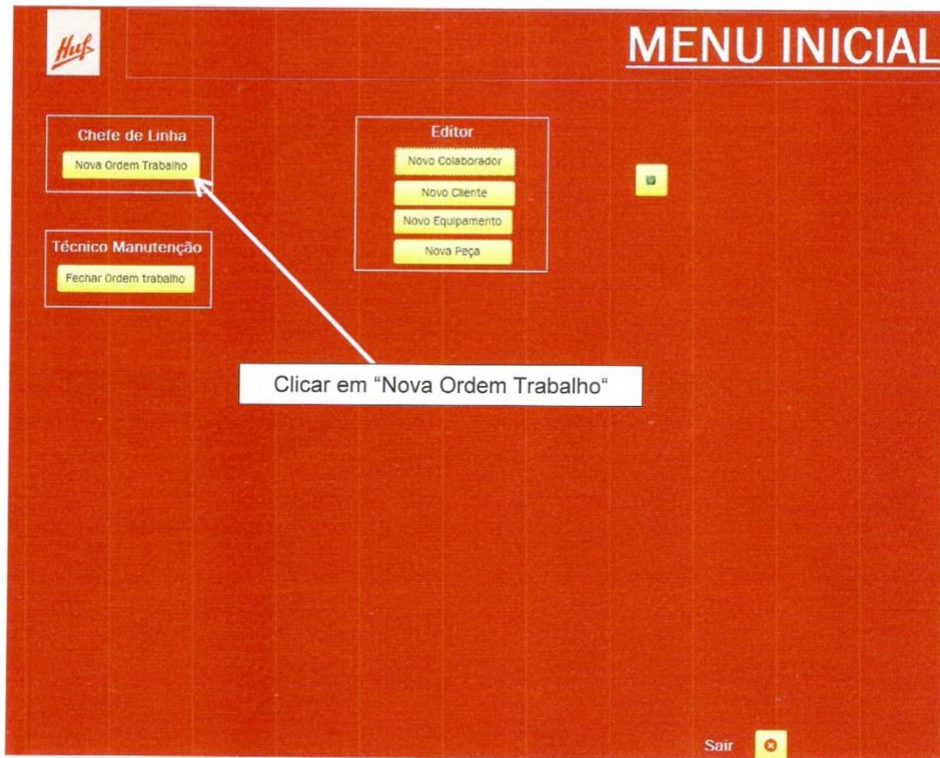 Huf
MENU INICIAL
Chefe de Linha
Nova Ordem Trabalho
Editor
Novo Colaborador
Novo Cliente
Novo Equipamento
Nova Peça
Técnico Manutenção
Fechar Ordem trabalho
Clicar em “Nova Ordem Trabalho“
Sair